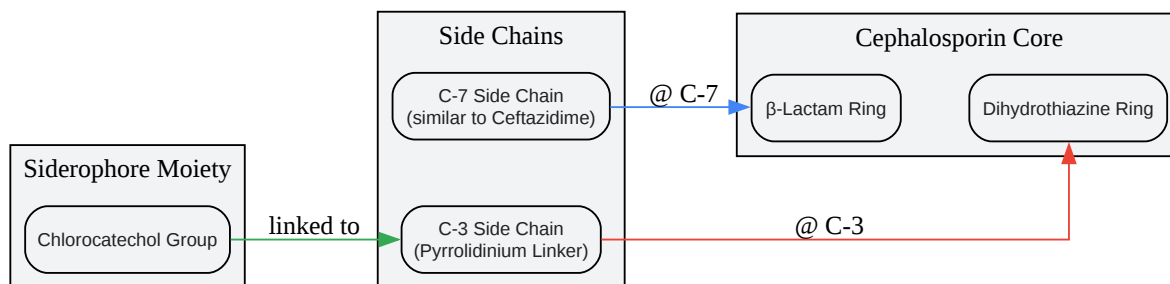 Side Chains
Cephalosporin Core
C-7 Side Chain
(similar to Ceftazidime)
@ C-7
β-Lactam Ring
Dihydrothiazine Ring
Siderophore Moiety
Chlorocatechol Group
linked to
C-3 Side Chain
(Pyrrolidinium Linker)
@ C-3